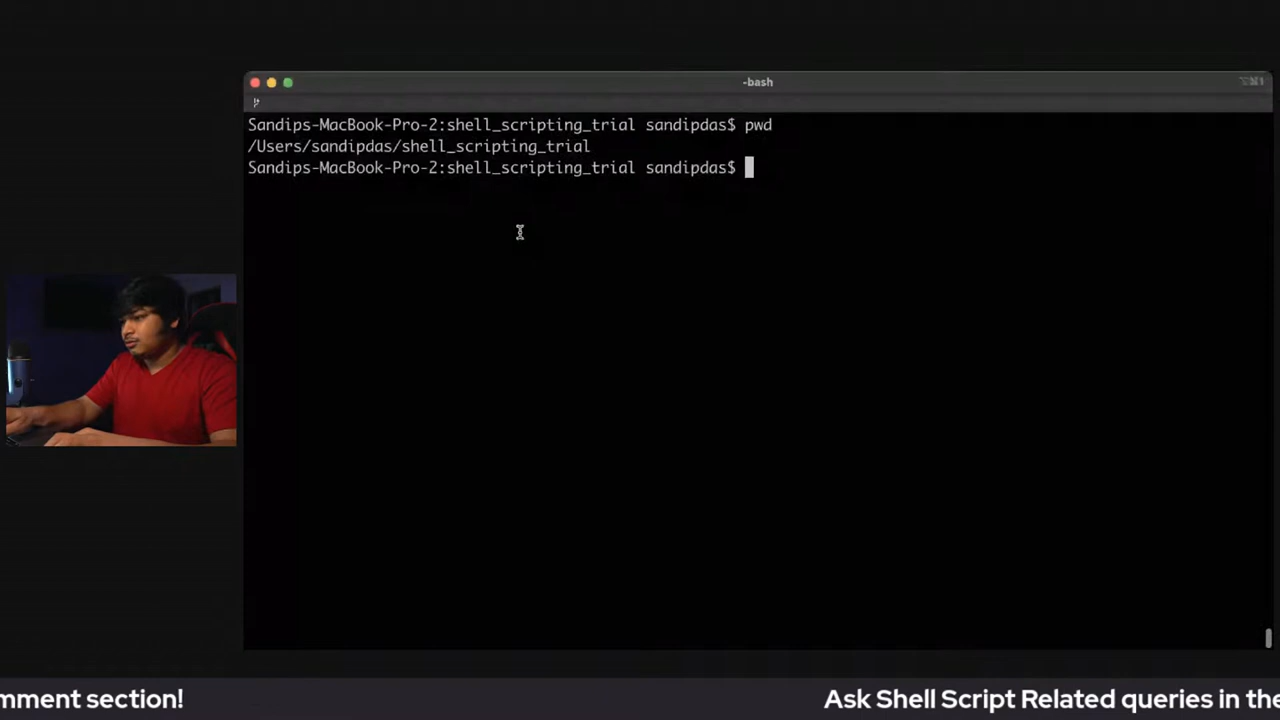 -bash
⌥⌘1
Sandips-MacBook-Pro-2:shell_scripting_trial sandipdas$ pwd
/Users/sandipdas/shell_scripting_trial
Sandips-MacBook-Pro-2:shell_scripting_trial sandipdas$
mment section!
Ask Shell Script Related queries in the